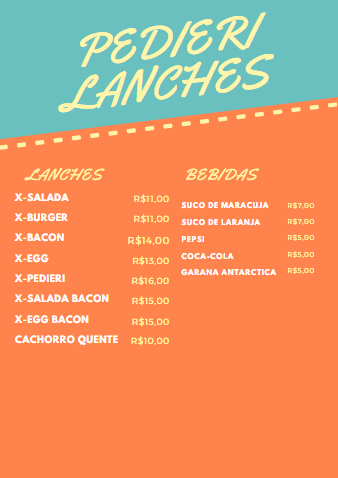 PEDIERI
LANCHES
LANCHES
X-SALADA R$11,00
X-BURGER R$11,00
X-BACON R$14,00
X-EGG R$13,00
X-PEDIERI R$16,00
X-SALADA BACON R$15,00
X-EGG BACON R$15,00
CACHORRO QUENTE R$10,00
BEBIDAS
SUCO DE MARACUJA R$7,00
SUCO DE LARANJA R$7,00
PEPSI R$5,00
COCA-COLA R$5,00
GARANA ANTARCTICA R$5,00